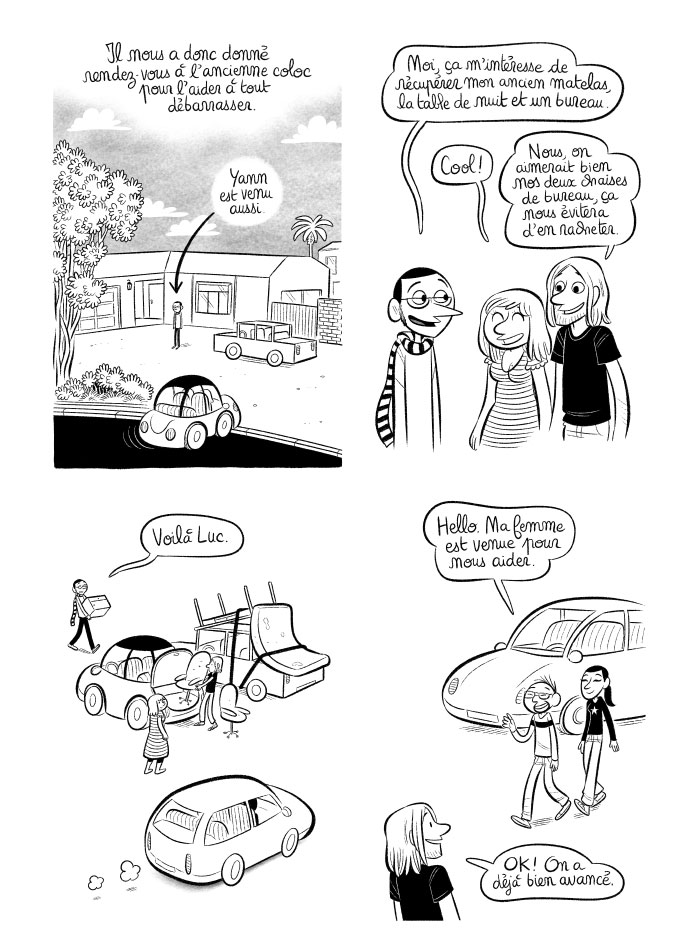 Il nous a donc donné
rendez-vous à l'ancienne coloc
pour l'aider à tout
débarrasser.
Yann
est venu
aussi.
Moi, ça m'intéresse de
récupérer mon ancien matelas,
la table de nuit et un bureau.
Cool !
Nous, on
aimerait bien
nos deux chaises
de bureau, ça
nous évitera
d'en racheter.
Voilà Luc.
Hello. Ma femme
est venue pour
nous aider.
OK ! On a
déjà bien avancé.